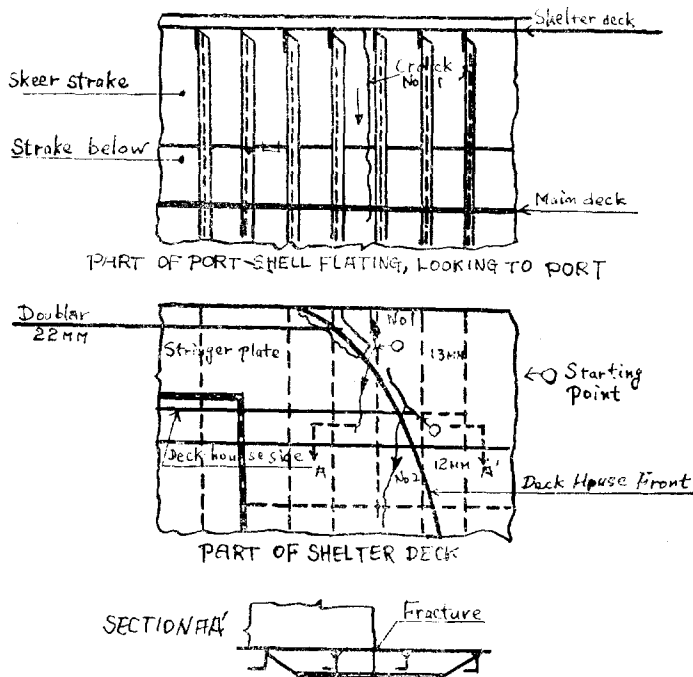 Shelter deck
Crack
No 1
Skeer strake
Strake below
Main deck
PART OF PORT SHELL FLATING, LOOKING TO PORT
Doublar
22MM
No1
Stringer plate
13MM
←O Starting
Point
Deck house side
A
No2
12MM
A'
Deck House Front
PART OF SHELTER DECK
SECTION AA'
Fracture